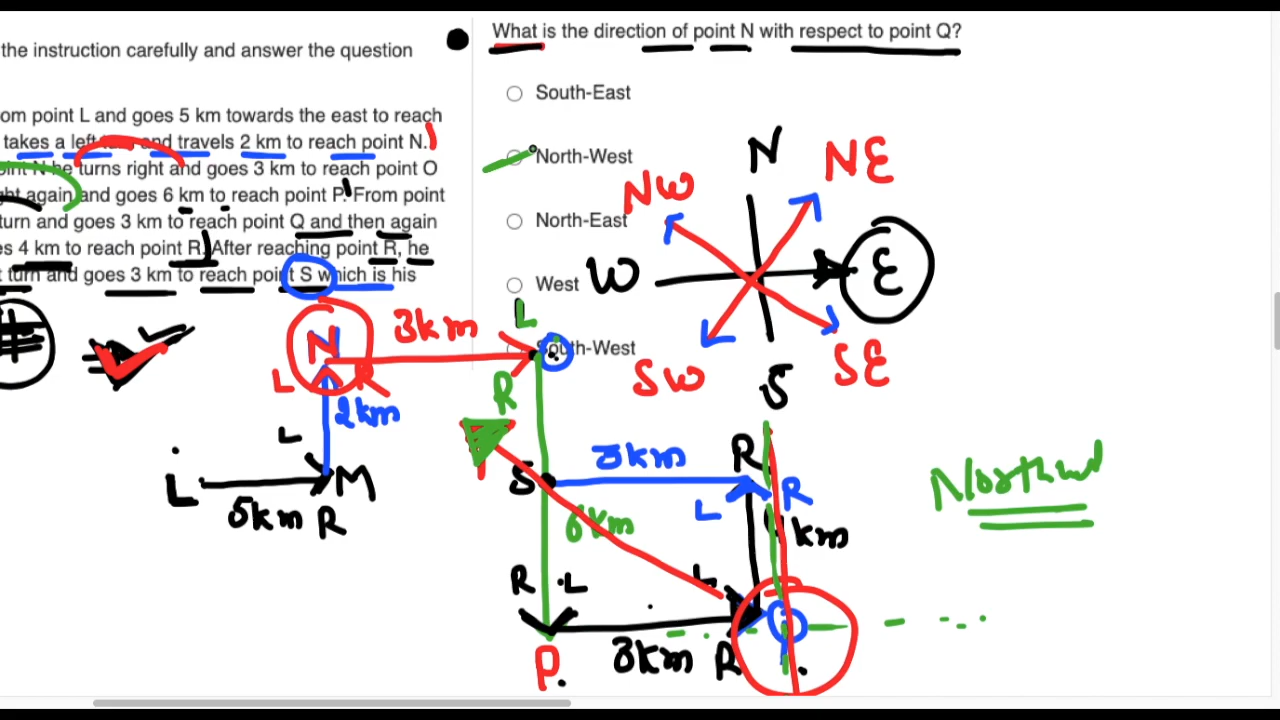 What is the direction of point N with respect to point Q?
the instruction carefully and answer the question
om point L and goes 5 km towards the east to reach
takes a left and travels 2 km to reach point N.
N he turns right and goes 3 km to reach point O
again and goes 6 km to reach point P. From point
turn and goes 3 km to reach point Q and then again
es 4 km to reach point R. After reaching point R, he
turn and goes 3 km to reach point S which is his
South-East
North-West
North-East
West
South-West
N
NW
NE
W
E
SW
SE
S
N
3km
L
L
R
2km
L
L
M
5km R
S
3km
R
L
R
6km
4km
R
L
L
P.
3km
R
Northwest